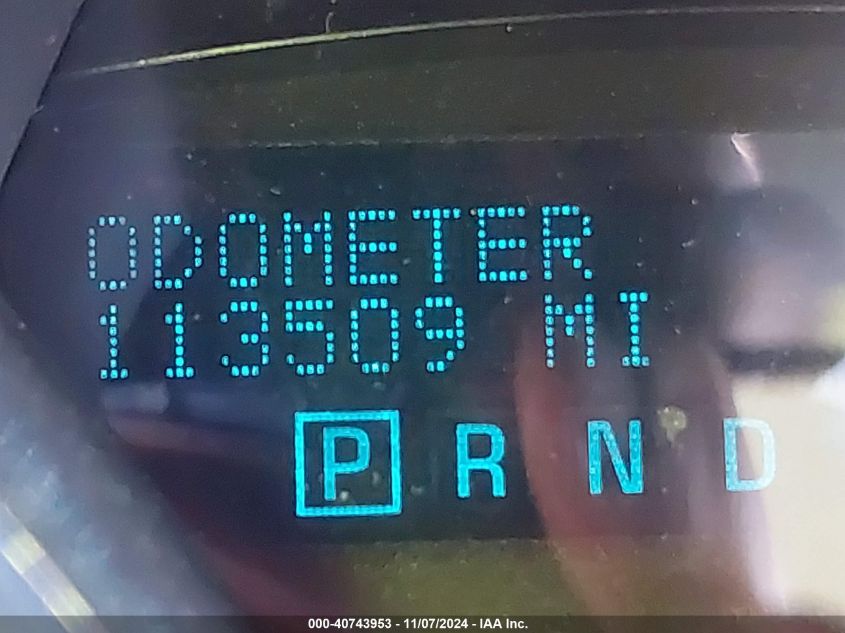 ODOMETER
113509 MI
P R N D
000-40743953 - 11/07/2024 - IAA Inc.